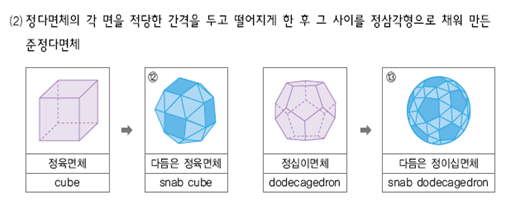 (2) 정다면체의 각 면을 적당한 간격을 두고 떨어지게 한 후 그 사이를 정삼각형으로 채워 만든
준정다면체
⑫ ⑬
정육면체 다듬은 정육면체 정십이면체 다듬은 정이십면체
cube snab cube dodecagedron snab dodecagedron